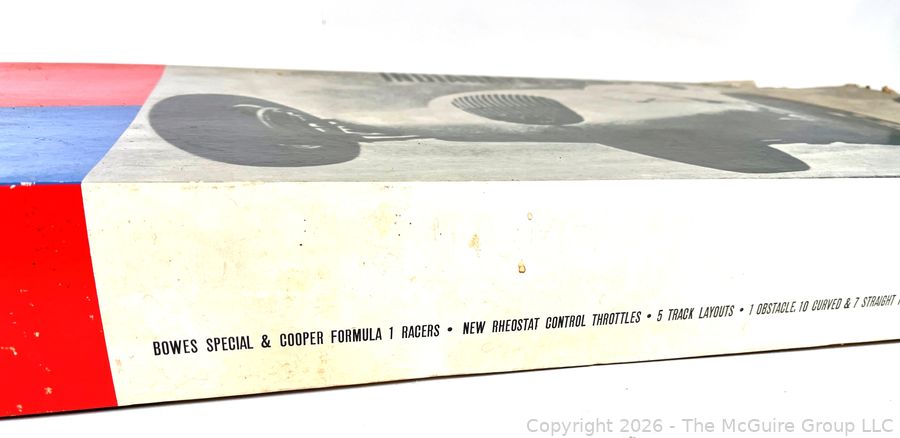 BOWES SPECIAL & COOPER FORMULA 1 RACERS • NEW RHEOSTAT CONTROL THROTTLES • 5 TRACK LAYOUTS • 1 OBSTACLE, 10 CURVED & 7 STRAIGHT
Copyright 2026 - The McGuire Group LLC